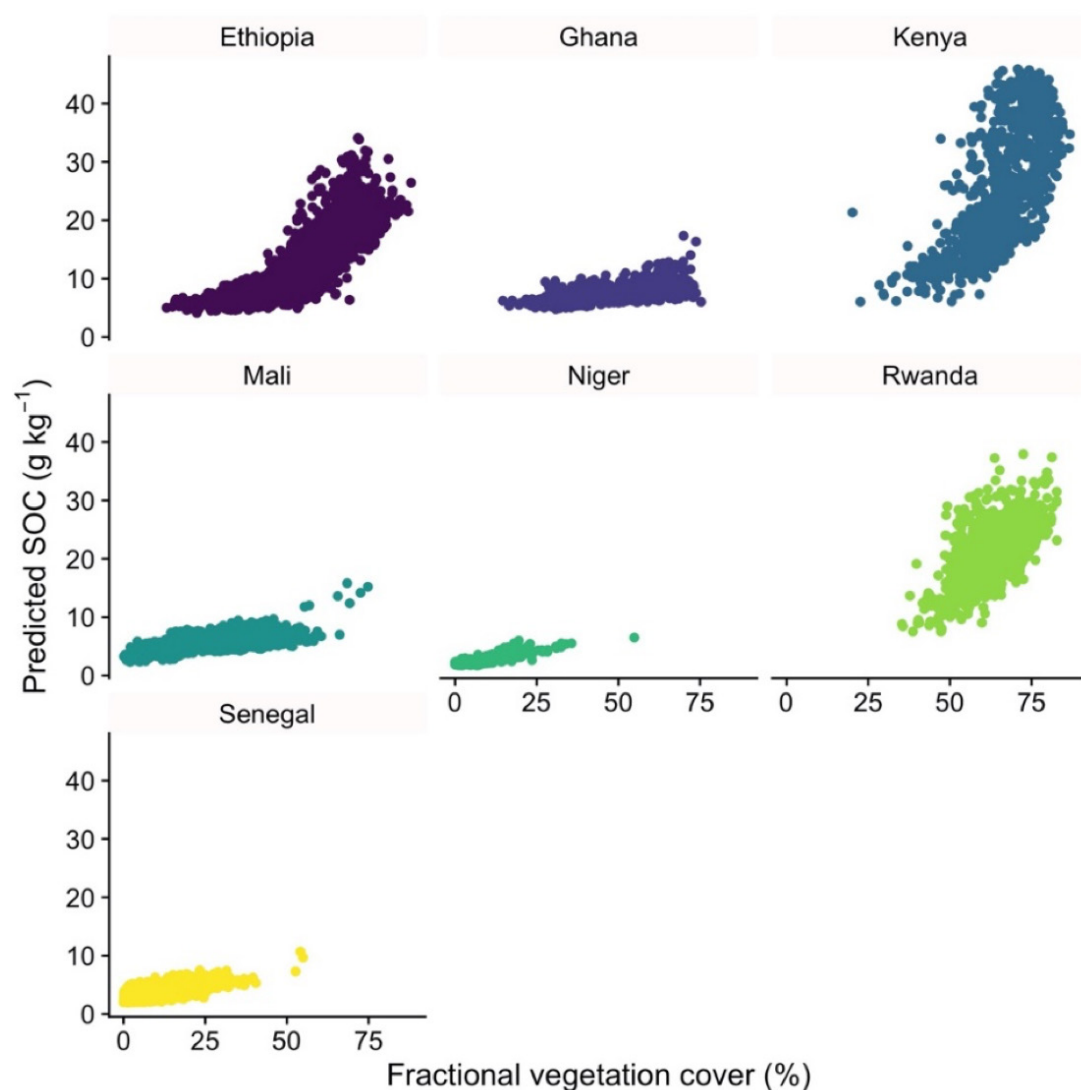 Ethiopia Ghana Kenya
40
30
20
10
0
Mali Niger Rwanda
40
30
20
10
0
0 25 50 75 0 25 50 75
Senegal
40
30
20
10
0
0 25 50 75
Predicted SOC (g kg⁻¹)
Fractional vegetation cover (%)